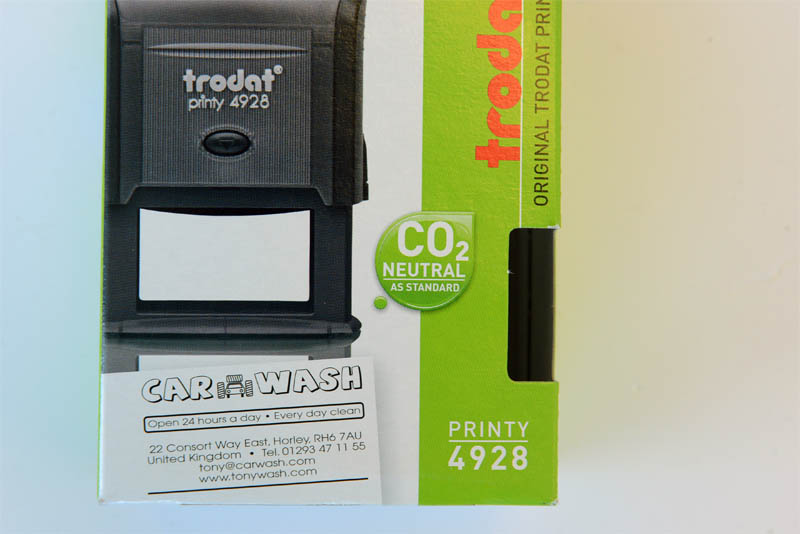 trodat®
printy 4928
CO2
NEUTRAL
AS STANDARD
CAR WASH
Open 24 hours a day • Every day clean
22 Consort Way East, Horley, RH6 7AU
United Kingdom • Tel. 01293 47 11 55
tony@carwash.com
www.tonywash.com
troda
ORIGINAL TRODAT PRIN
PRINTY
4928